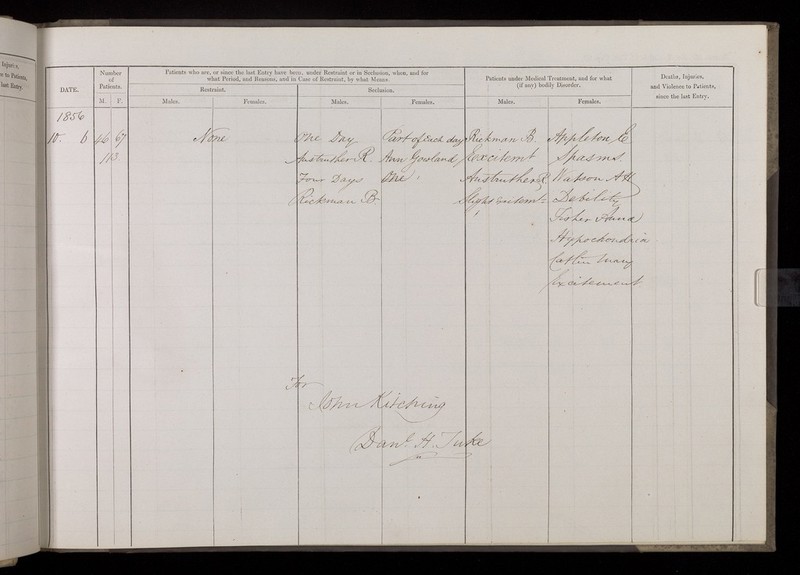 Injuries,
e to Patients,
last Entry.
DATE.
Number
of
Patients.
M. F.
Patients who are, or since the last Entry have been, under Restraint or in Seclusion, when, and for
what Period, and Reasons, and in Case of Restraint, by what Means.
Restraint.
Seclusion.
Males. Females. Males. Females.
Patients under Medical Treatment, and for what
(if any) bodily Disorder.
Males. Females.
Deaths, Injuries,
and Violence to Patients,
since the last Entry.
1856
10. 6 46 67 None One Day Part of each day Rickman B. Appleton E
113 Anstruther R. Ann Gowland Excitemt Spasms.
Four Days One Anstruther R Watson A H
Rickman B. Slight excitemt Debility
Fisher Anna
Hypochondria
Catlin Mary
Excitement
For
John Kitching
Danl. H. Tuke